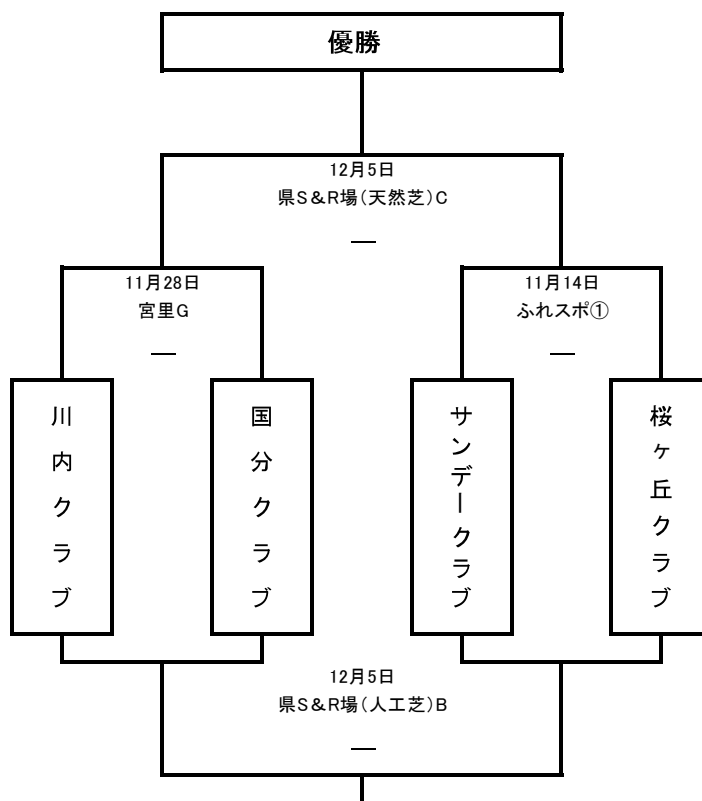 優勝
12月5日
県S&R場(天然芝)C
―
11月28日
宮里G
―
11月14日
ふれスポ①
―
川内クラブ
国分クラブ
サンデークラブ
桜ヶ丘クラブ
12月5日
県S&R場(人工芝)B
―